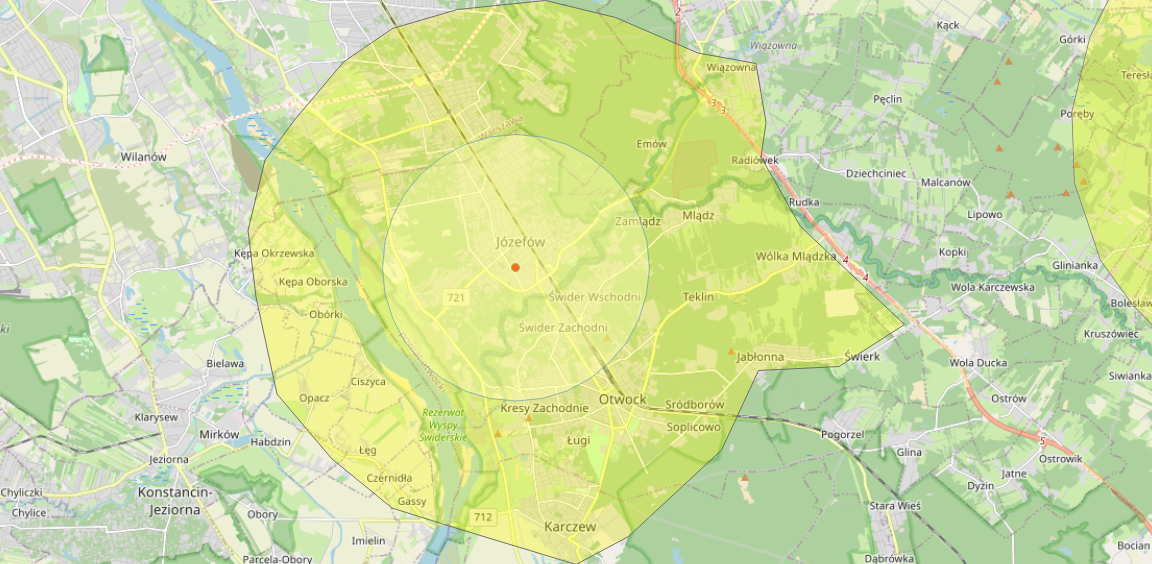 Kąck
Górki
Wiązowna
Wiązowna
Poręby
Pęclin
Warszawa
Emów
Wilanów
Radiówek
Dziechciniec
Malcanów
Rudka
Lipowo
Zamlądz
Mlądz
Józefów
Kępa Okrzewska
Wólka Mlądzka
Kopki
Glinianka
Kępa Oborska
721
Świder Wschodni
Teklin
Wola Karczewska
Obórki
Świder Zachodni
Kruszówiec
Bielawa
Jabłonna
Świerk
Wola Ducka
Ciszyca
Siwianka
Opacz
Otwock
Ostrów
Klarysew
Rezerwat
Wyspy
Świderskie
Kresy Zachodnie
Śródborów
Soplicowo
Mirków
Habdzin
Ługi
Pogorzel
5
Łęg
Glina
Jeziorna
Ostrowik
Czernidła
Jatne
Dyzin
Chyliczki
Konstancin-
Jeziorna
Gassy
Stara Wieś
Chylice
Obory
712
Karczew
Imielin
Bocian
Parcela-Obory
Dąbrówka